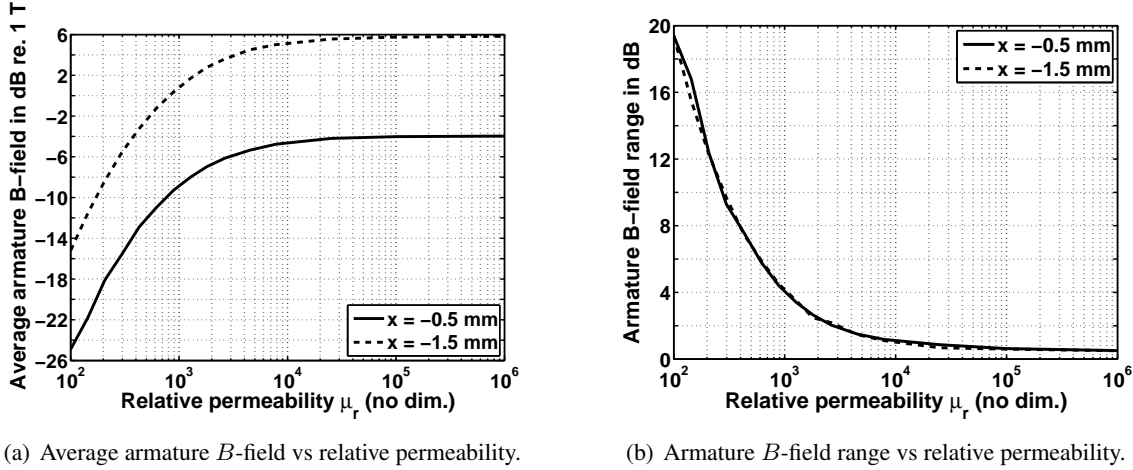 Average armature B−field in dB re. 1 T
6
2
−2
−6
−10
−14
−18
−22
−26
10^2
10^3
10^4
10^5
10^6
x = −0.5 mm
x = −1.5 mm
Relative permeability μ_r (no dim.)
(a) Average armature B-field vs relative permeability.
Armature B−field range in dB
20
16
12
8
4
0
10^2
10^3
10^4
10^5
10^6
x = −0.5 mm
x = −1.5 mm
Relative permeability μ_r (no dim.)
(b) Armature B-field range vs relative permeability.